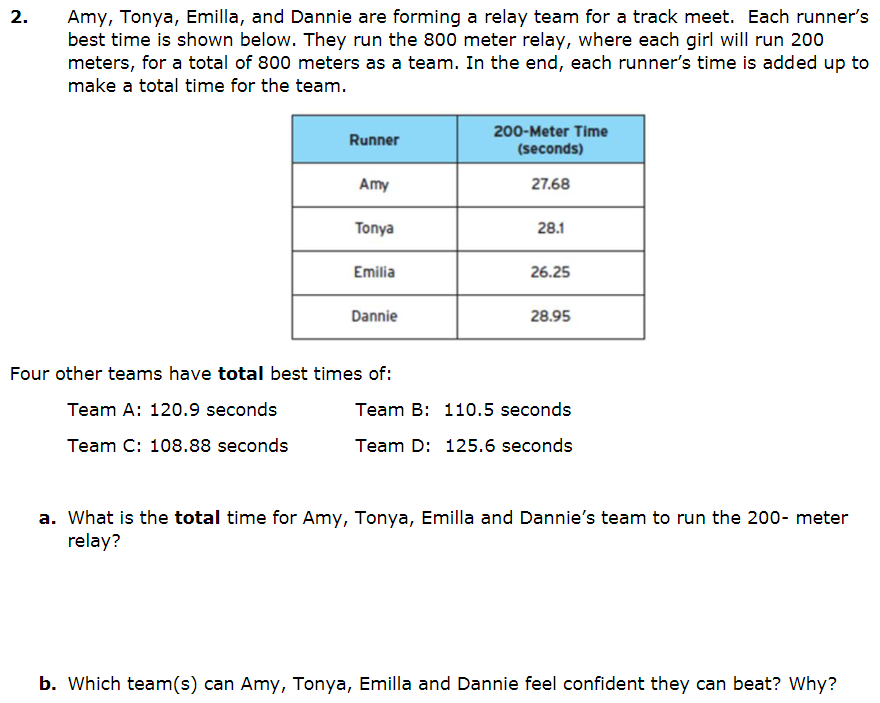 2. Amy, Tonya, Emilla, and Dannie are forming a relay team for a track meet. Each runner's
best time is shown below. They run the 800 meter relay, where each girl will run 200
meters, for a total of 800 meters as a team. In the end, each runner's time is added up to
make a total time for the team.
Runner 200-Meter Time
(seconds)
Amy 27.68
Tonya 28.1
Emilia 26.25
Dannie 28.95
Four other teams have total best times of:
Team A: 120.9 seconds Team B: 110.5 seconds
Team C: 108.88 seconds Team D: 125.6 seconds
a. What is the total time for Amy, Tonya, Emilla and Dannie's team to run the 200- meter
relay?
b. Which team(s) can Amy, Tonya, Emilla and Dannie feel confident they can beat? Why?